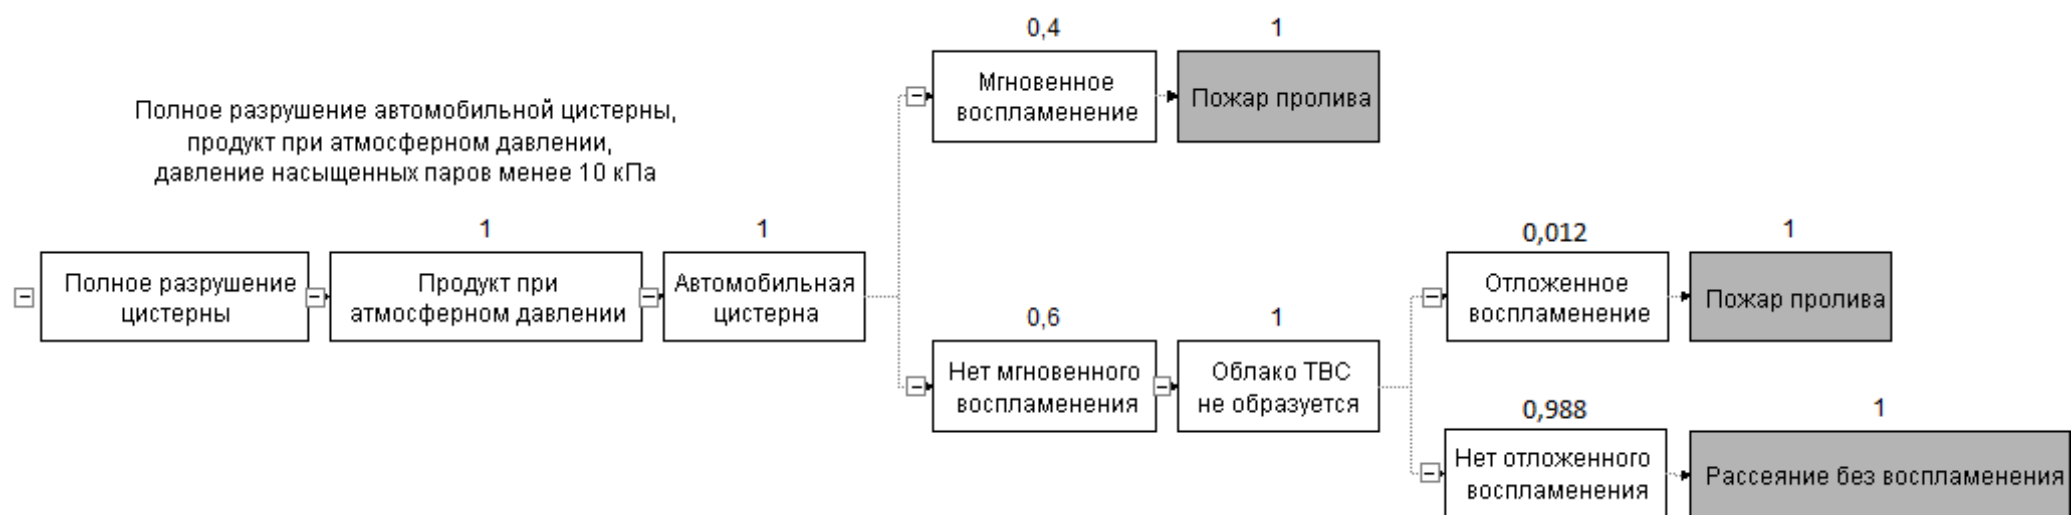 0,4
1
Мгновенное
воспламенение
Пожар пролива
Полное разрушение автомобильной цистерны,
продукт при атмосферном давлении,
давление насыщенных паров менее 10 кПа
1
1
0,012
1
Полное разрушение
цистерны
Продукт при
атмосферном давлении
Автомобильная
цистерна
Отложенное
воспламенение
Пожар пролива
0,6
1
Нет мгновенного
воспламенения
Облако ТВС
не образуется
0,988
1
Нет отложенного
воспламенения
Рассеяние без воспламенения